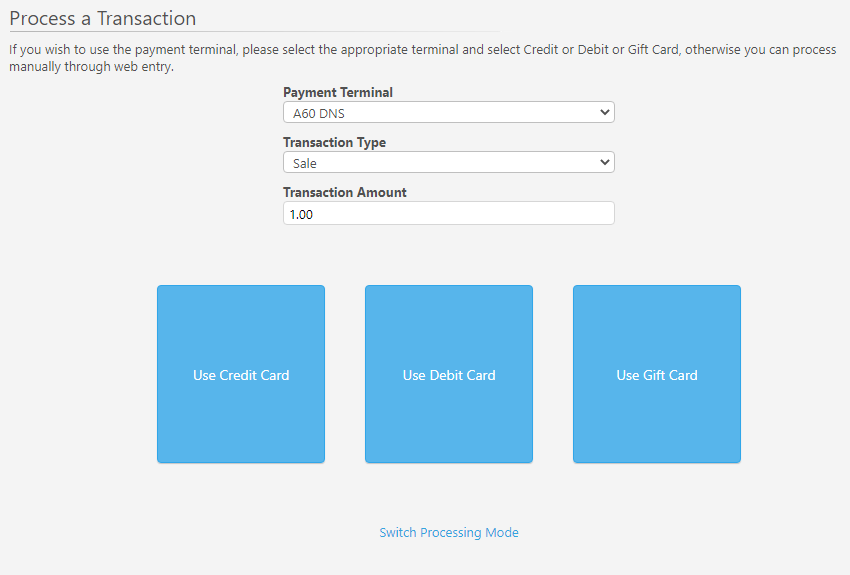 Process a Transaction
If you wish to use the payment terminal, please select the appropriate terminal and select Credit or Debit or Gift Card, otherwise you can process
manually through web entry.
Payment Terminal
A60 DNS
Transaction Type
Sale
Transaction Amount
1.00
Use Credit Card
Use Debit Card
Use Gift Card
Switch Processing Mode